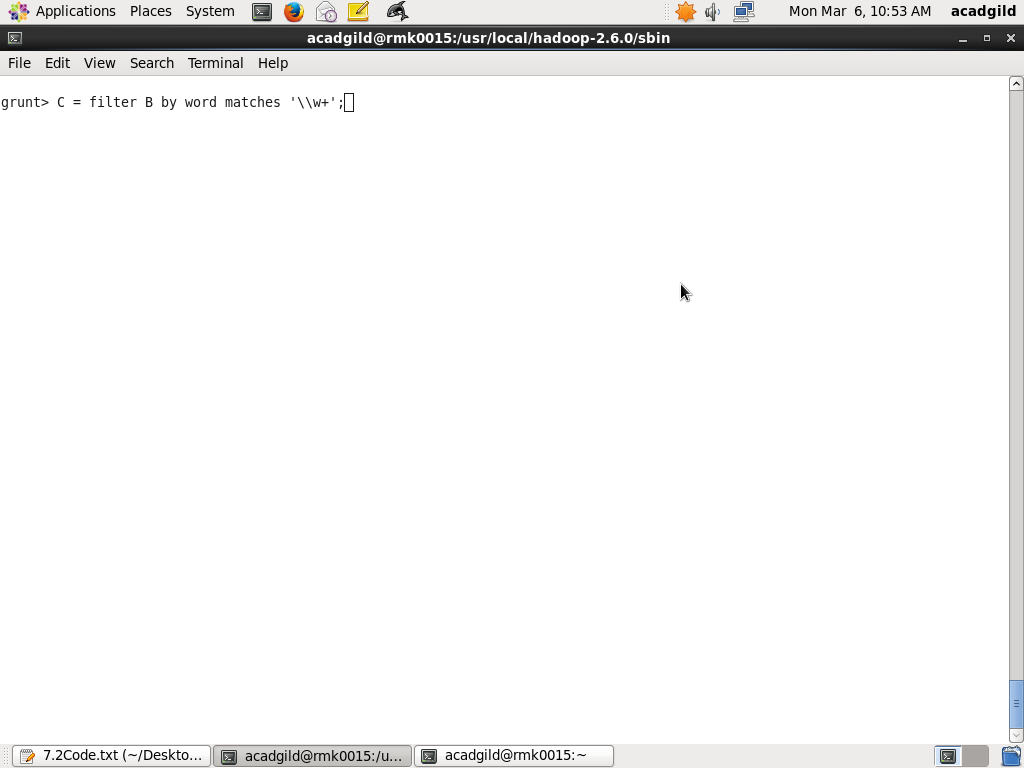 Applications Places System Mon Mar 6, 10:53 AM acadgild
acadgild@rmk0015:/usr/local/hadoop-2.6.0/sbin
File Edit View Search Terminal Help
grunt> C = filter B by word matches '\\w+';
7.2Code.txt (~/Deskto... acadgild@rmk0015:/u... acadgild@rmk0015:~